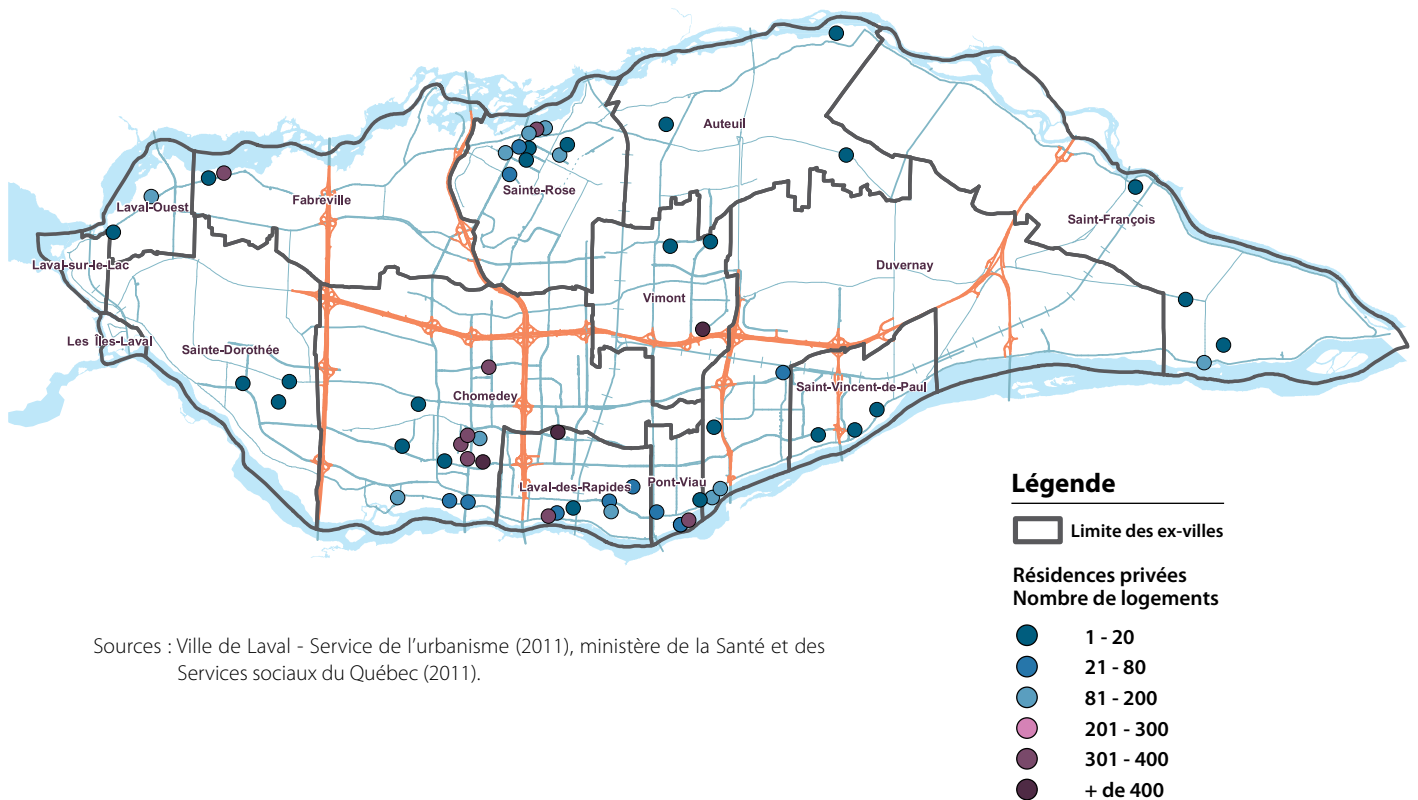 Auteuil
Sainte-Rose
Fabreville
Laval-Ouest
Saint-François
Laval-sur-le-Lac
Duvernay
Vimont
Les Îles-Laval
Sainte-Dorothée
Saint-Vincent-de-Paul
Chomedey
Laval-des-Rapides
Pont-Viau
Légende
Limite des ex-villes
Résidences privées
Nombre de logements
1 - 20
21 - 80
81 - 200
201 - 300
301 - 400
+ de 400
Sources : Ville de Laval - Service de l’urbanisme (2011), ministère de la Santé et des
Services sociaux du Québec (2011).